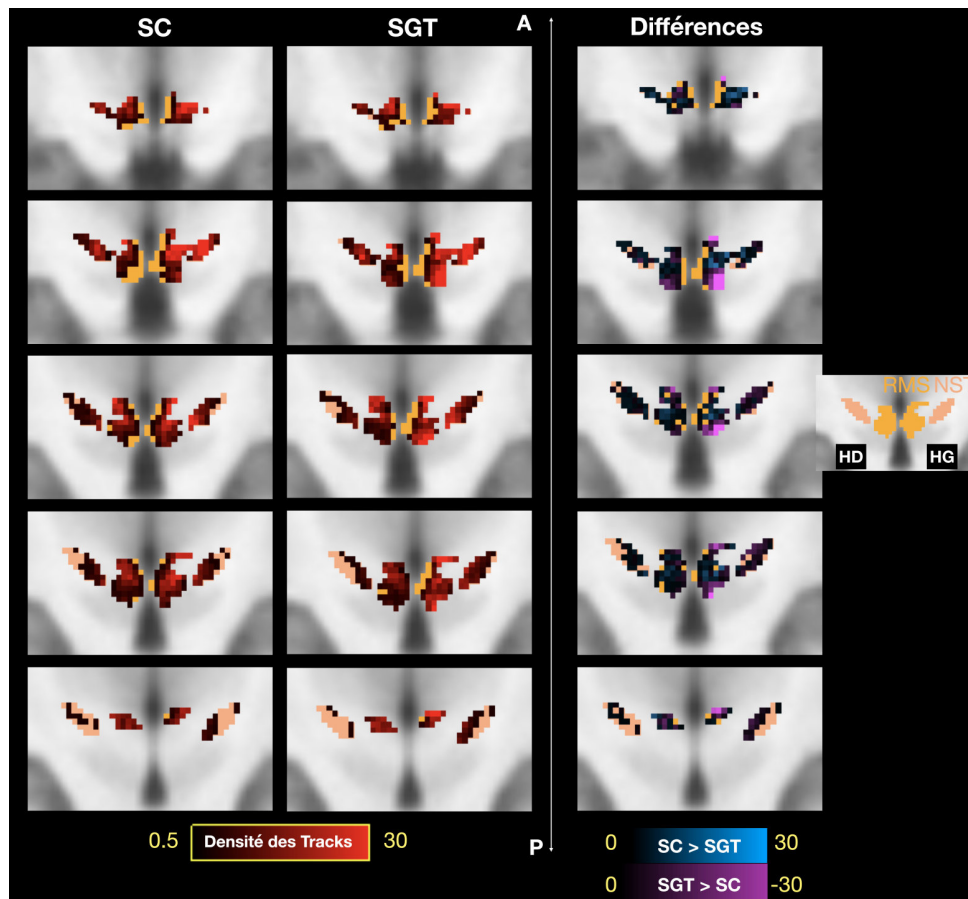 SC
SGT
A
Différences
RMS NST
HD
HG
0.5
Densité des Tracks
30
P
0
SC > SGT
30
0
SGT > SC
-30